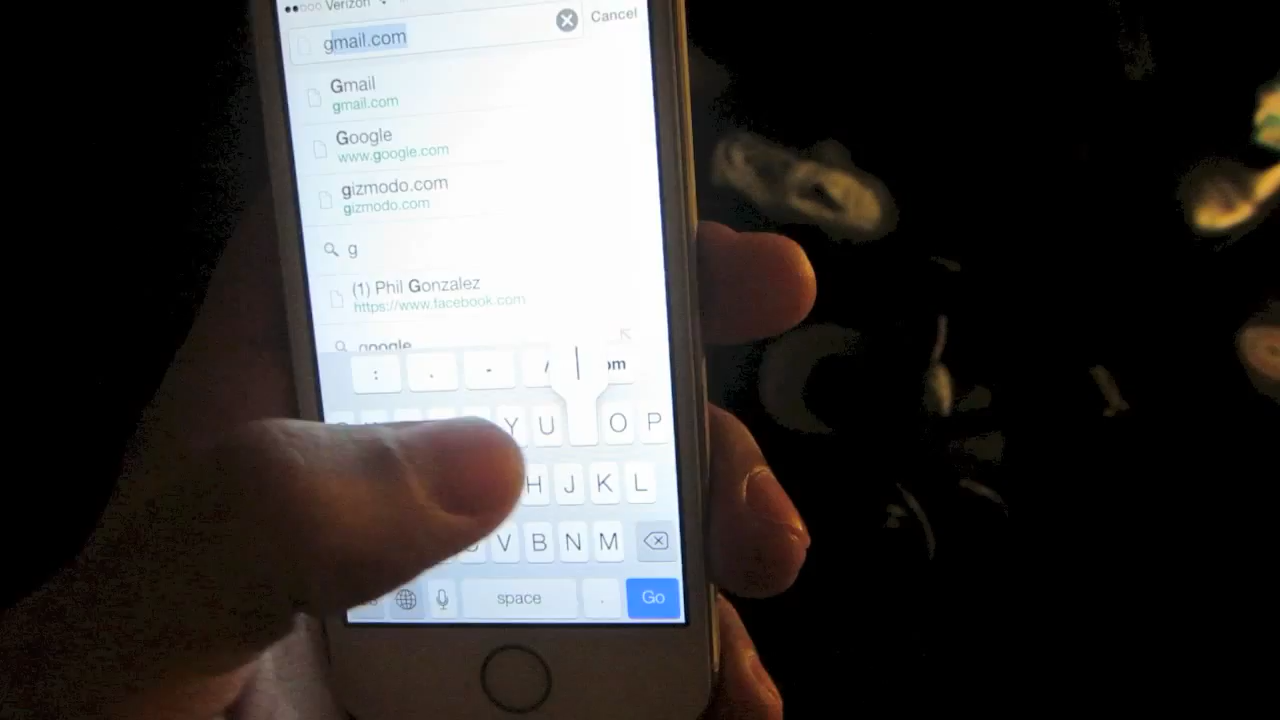 Verizon
gmail.com
Cancel
Gmail
gmail.com
Google
www.google.com
gizmodo.com
gizmodo.com
g
(1) Phil Gonzalez
https://www.facebook.com
google
: . - / om
Y U O P
H J K L
V B N M
space . Go